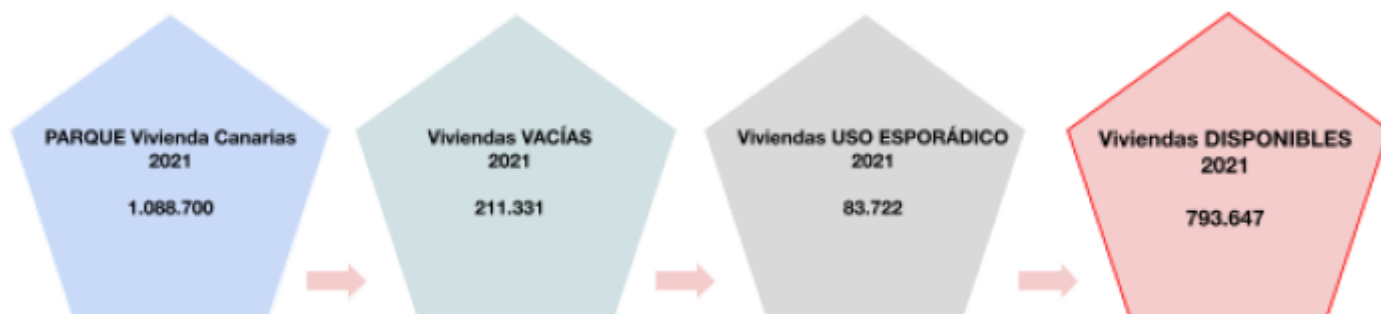 PARQUE Vivienda Canarias
2021
1.088.700
Viviendas VACÍAS
2021
211.331
Viviendas USO ESPORÁDICO
2021
83.722
Viviendas DISPONIBLES
2021
793.647